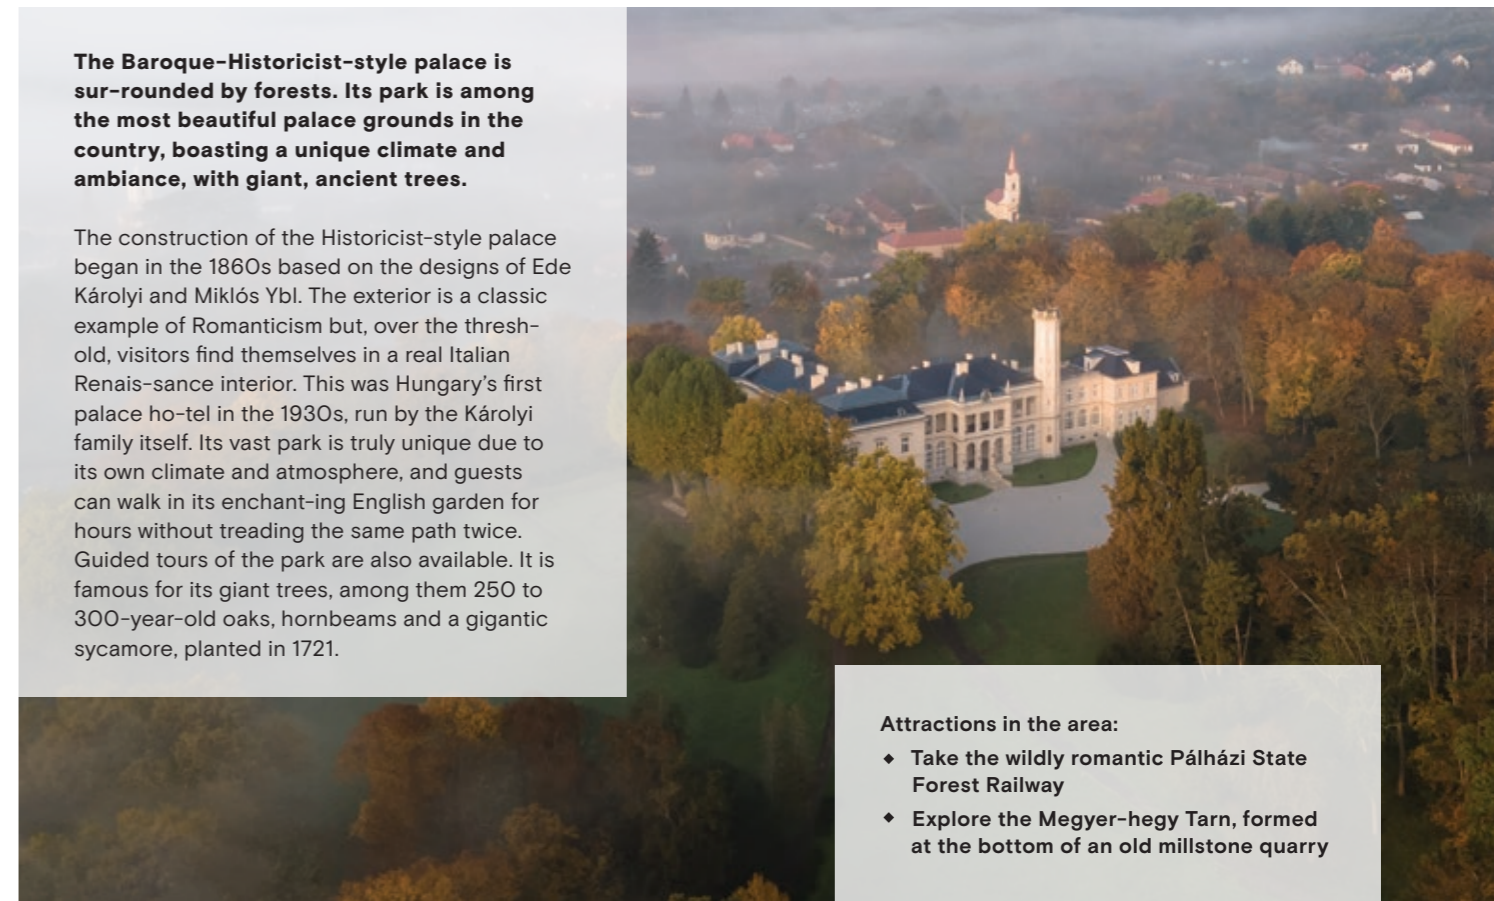 The Baroque-Historicist-style palace is
sur-rounded by forests. Its park is among
the most beautiful palace grounds in the
country, boasting a unique climate and
ambiance, with giant, ancient trees.
The construction of the Historicist-style palace
began in the 1860s based on the designs of Ede
Károlyi and Miklós Ybl. The exterior is a classic
example of Romanticism but, over the thresh-
old, visitors find themselves in a real Italian
Renais-sance interior. This was Hungary’s first
palace ho-tel in the 1930s, run by the Károlyi
family itself. Its vast park is truly unique due to
its own climate and atmosphere, and guests
can walk in its enchant-ing English garden for
hours without treading the same path twice.
Guided tours of the park are also available. It is
famous for its giant trees, among them 250 to
300-year-old oaks, hornbeams and a gigantic
sycamore, planted in 1721.
Attractions in the area:
◆ Take the wildly romantic Pálházi State
Forest Railway
◆ Explore the Megyer-hegy Tarn, formed
at the bottom of an old millstone quarry